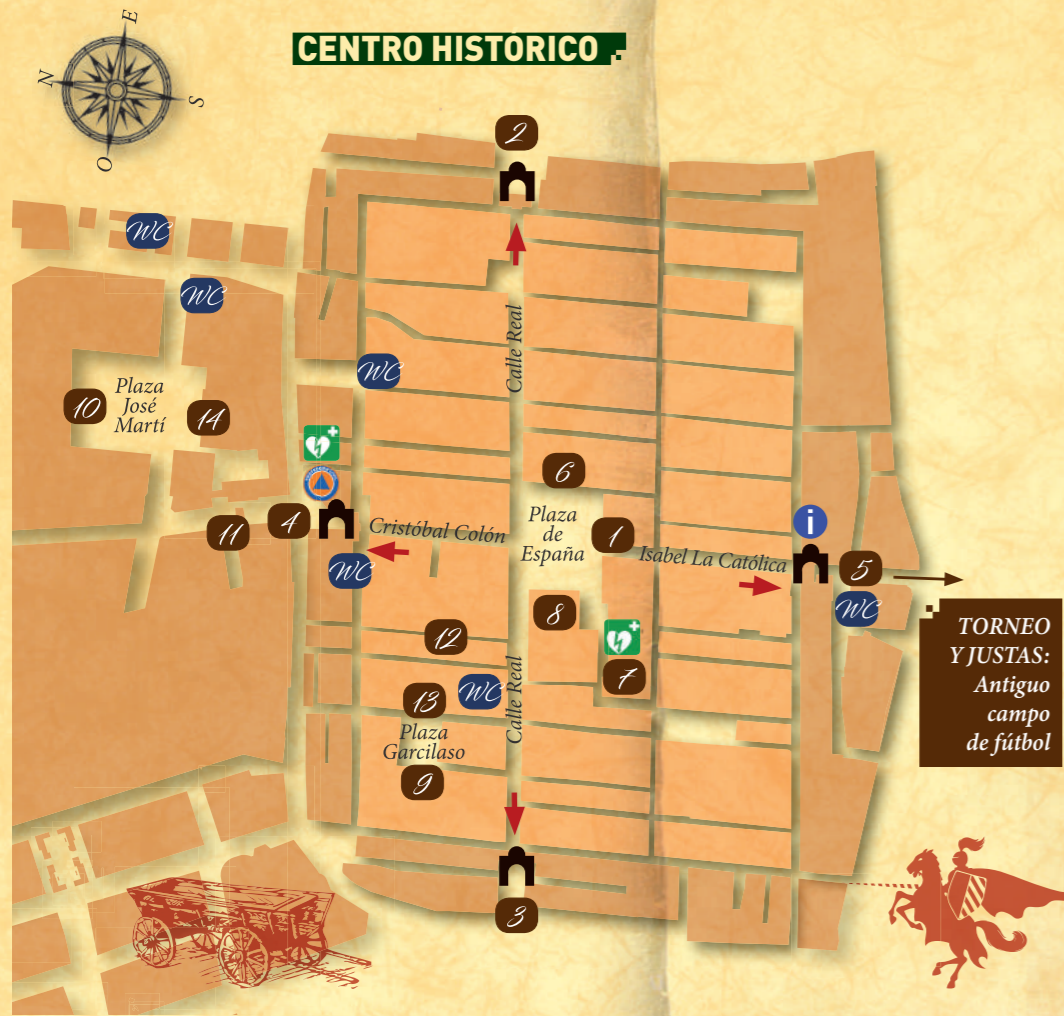 E
N
S
O
CENTRO HISTÓRICO
2
WC
WC
Calle Real
WC
10
Plaza
José
Martí
14
6
4
11
Cristóbal Colón
Plaza
de
España
1
i
Isabel La Católica
5
WC
WC
8
12
7
TORNEO
Y JUSTAS:
Antiguo
campo
de fútbol
13
WC
Calle Real
Plaza
Garcilaso
9
3